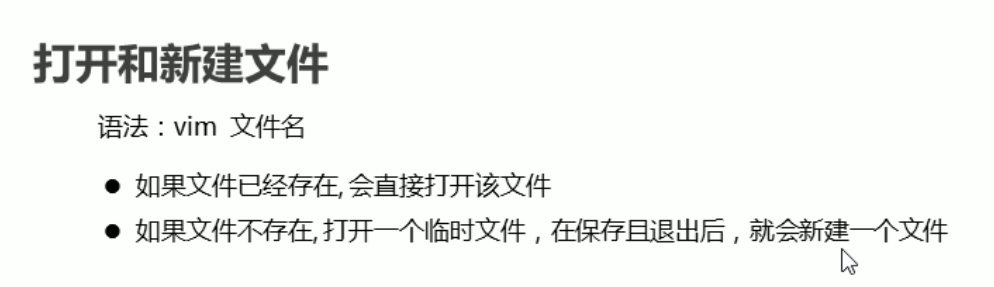 打开和新建文件
语法：vim 文件名
● 如果文件已经存在, 会直接打开该文件
● 如果文件不存在, 打开一个临时文件，在保存且退出后，就会新建一个文件